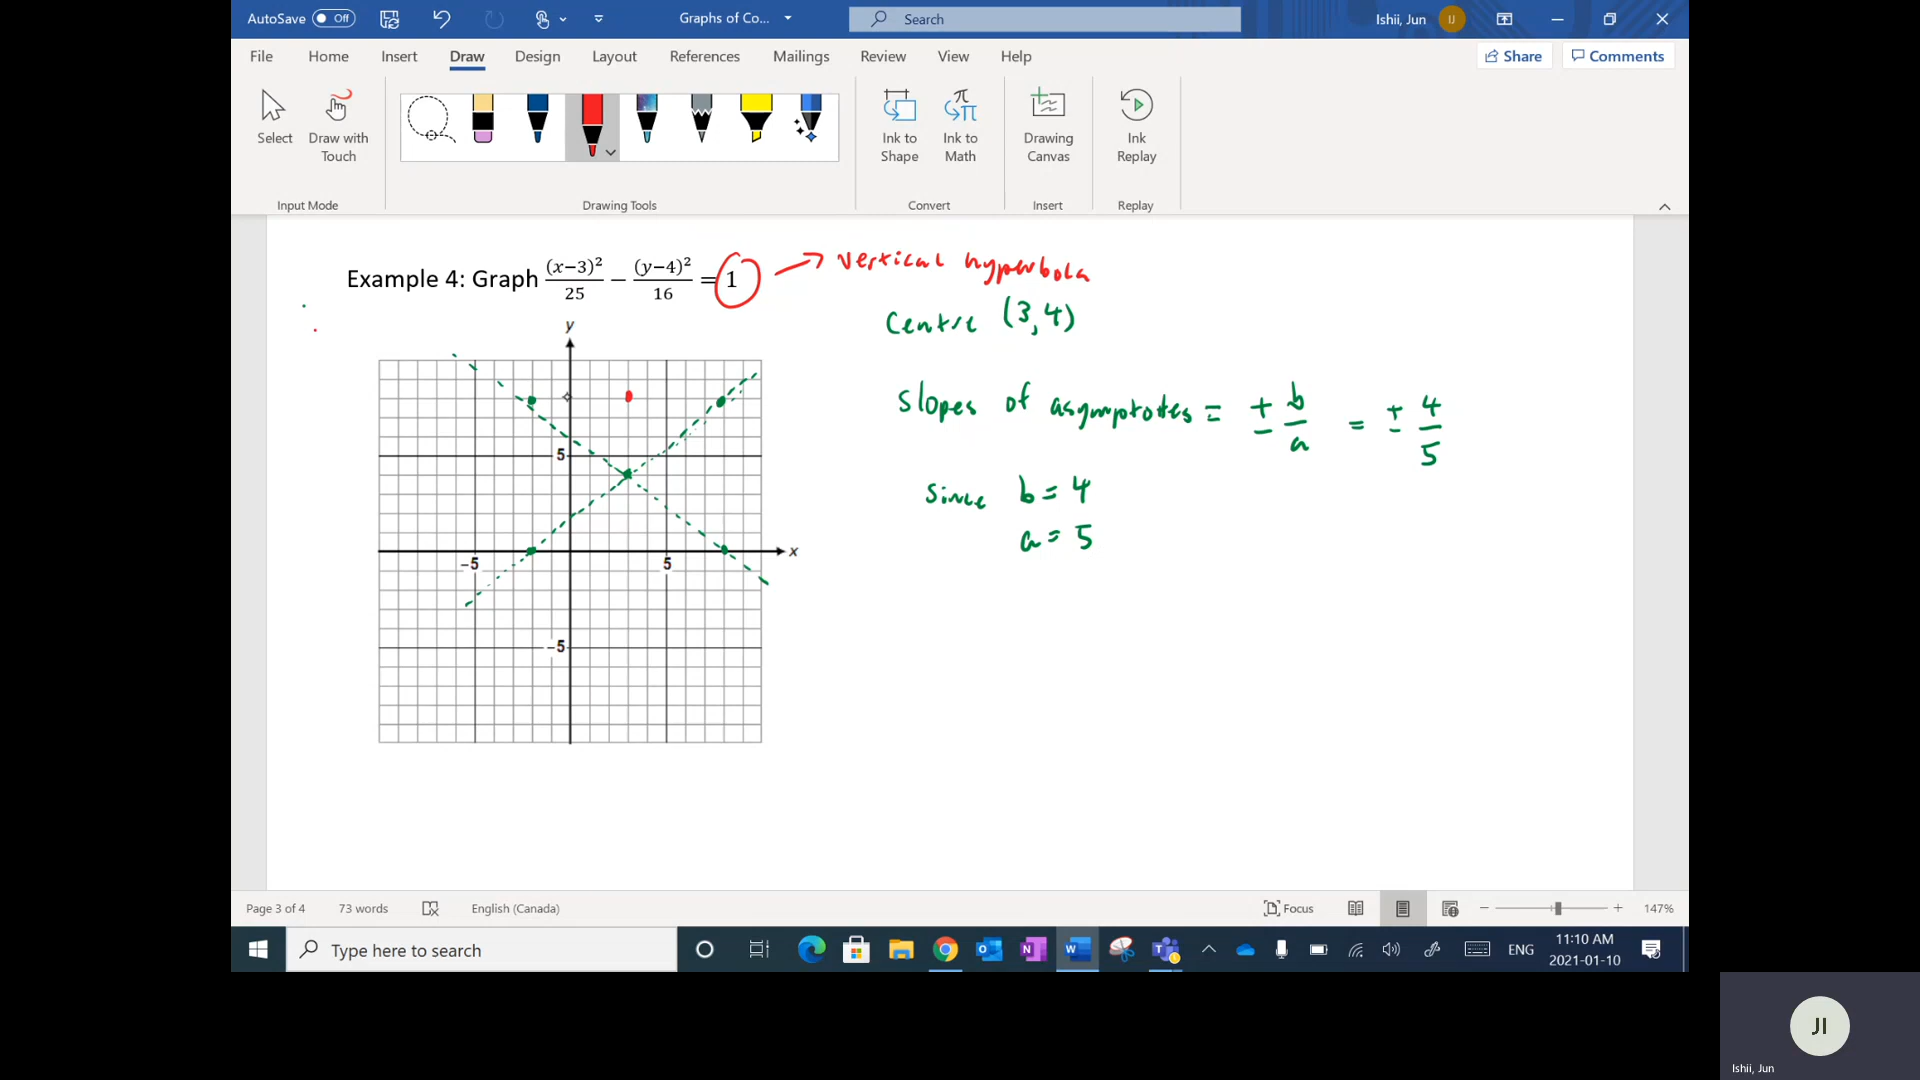 AutoSave Off Graphs of Co... Search Ishii, Jun IJ
File Home Insert Draw Design Layout References Mailings Review View Help Share Comments
Select Draw with Touch Ink to Shape Ink to Math Drawing Canvas Ink Replay
Input Mode Drawing Tools Convert Insert Replay
Example 4: Graph (x−3)²/25 − (y−4)²/16 = 1 → vertical hyperbola
Centre (3,4)
y
Slopes of asymptotes = ± b/a = ± 4/5
5
since b = 4
a = 5
x
−5 5
−5
Page 3 of 4 73 words English (Canada) Focus − + 147%
Type here to search ENG 11:10 AM
2021-01-10
JI
Ishii, Jun